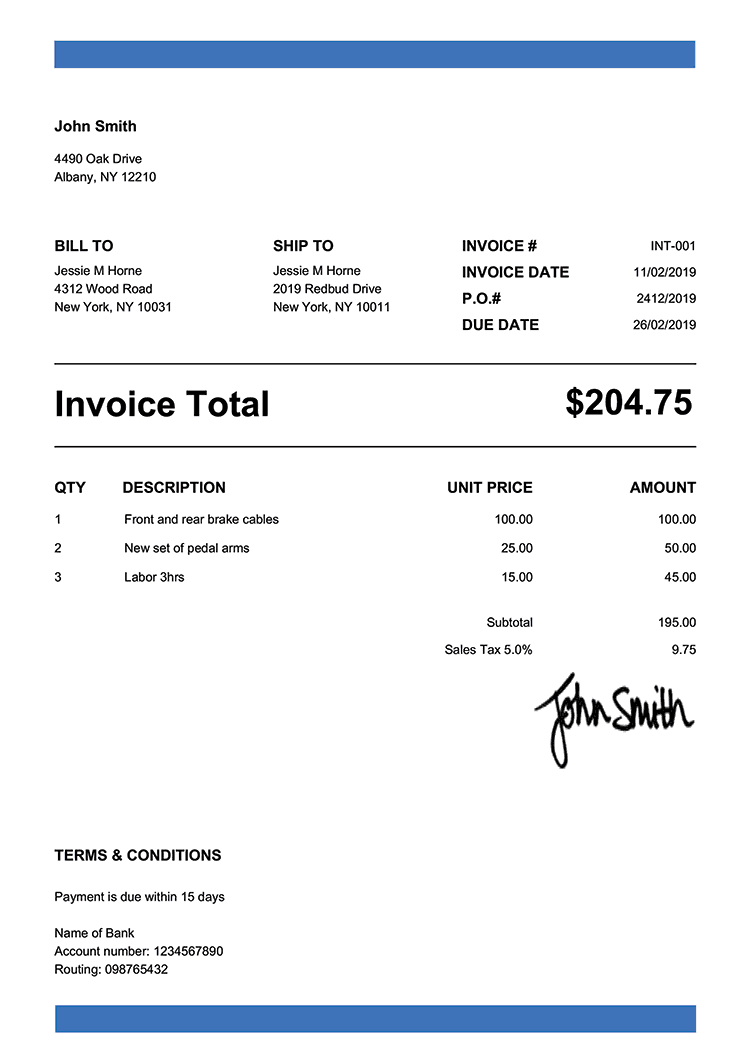 John Smith
4490 Oak Drive
Albany, NY 12210
BILL TO
Jessie M Horne
4312 Wood Road
New York, NY 10031
SHIP TO
Jessie M Horne
2019 Redbud Drive
New York, NY 10011
INVOICE # INT-001
INVOICE DATE 11/02/2019
P.O.# 2412/2019
DUE DATE 26/02/2019
Invoice Total $204.75
QTY DESCRIPTION UNIT PRICE AMOUNT
1 Front and rear brake cables 100.00 100.00
2 New set of pedal arms 25.00 50.00
3 Labor 3hrs 15.00 45.00
Subtotal 195.00
Sales Tax 5.0% 9.75
John Smith
TERMS & CONDITIONS
Payment is due within 15 days
Name of Bank
Account number: 1234567890
Routing: 098765432